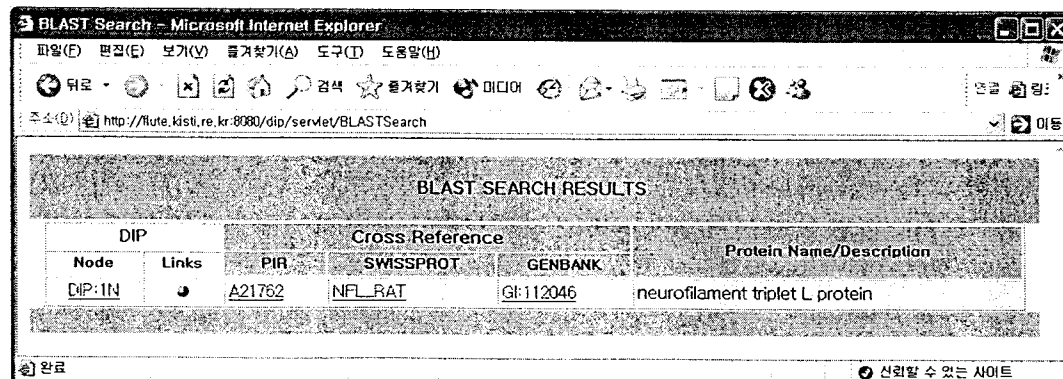 BLAST Search - Microsoft Internet Explorer
파일(F) 편집(E) 보기(V) 즐겨찾기(A) 도구(T) 도움말(H)
뒤로 검색 즐겨찾기 미디어 연결
주소(D) http://flute.kisti.re.kr:8080/dip/servlet/BLASTSearch 이동
BLAST SEARCH RESULTS
DIP Cross Reference Protein Name/Description
Node Links PIR SWISSPROT GENBANK
DIP:1N A21762 NFL_RAT GI:112046 neurofilament triplet L protein
완료 신뢰할 수 있는 사이트